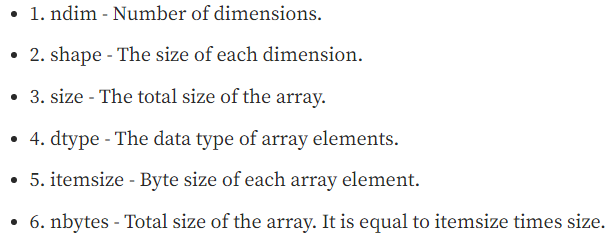 • 1. ndim - Number of dimensions.
• 2. shape - The size of each dimension.
• 3. size - The total size of the array.
• 4. dtype - The data type of array elements.
• 5. itemsize - Byte size of each array element.
• 6. nbytes - Total size of the array. It is equal to itemsize times size.